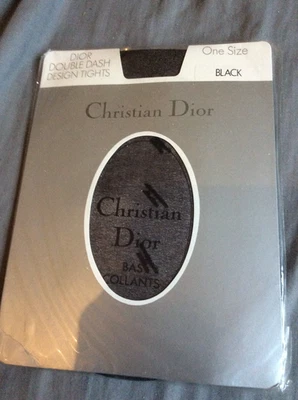 DIOR
DOUBLE DASH
DESIGN TIGHTS
One Size
BLACK
Christian Dior
Christian
Dior
BAS
COLLANTS